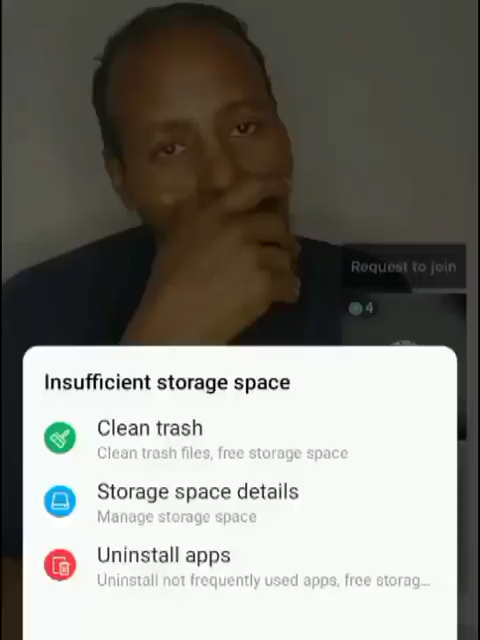 Request to join
4
Insufficient storage space
Clean trash
Clean trash files, free storage space
Storage space details
Manage storage space
Uninstall apps
Uninstall not frequently used apps, free storag...